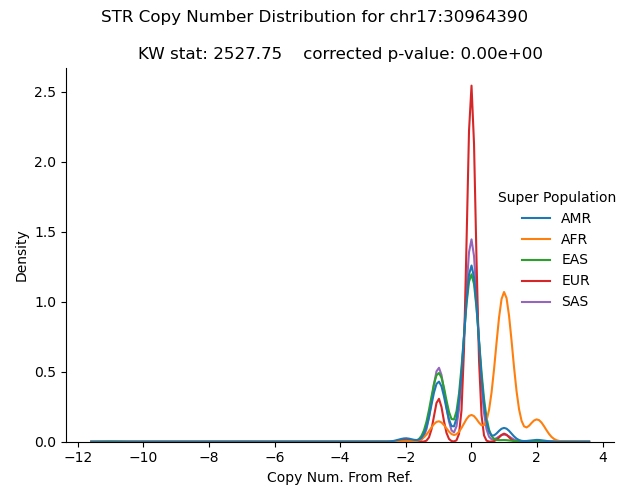 STR Copy Number Distribution for chr17:30964390
KW stat: 2527.75    corrected p-value: 0.00e+00
2.5
2.0
1.5
1.0
0.5
0.0
Density
Super Population
AMR
AFR
EAS
EUR
SAS
−12 −10 −8 −6 −4 −2 0 2 4
Copy Num. From Ref.